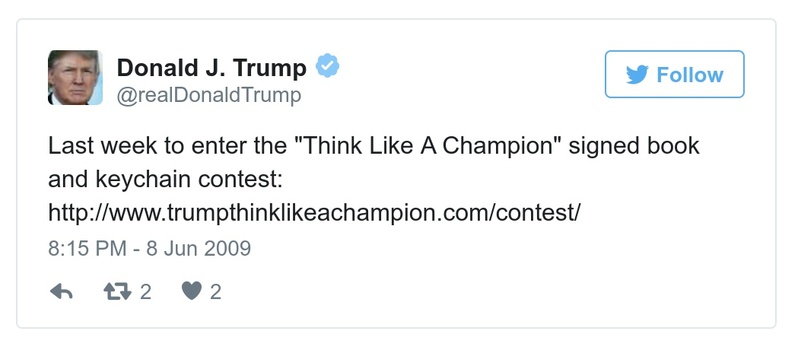 Donald J. Trump
@realDonaldTrump
Follow
Last week to enter the "Think Like A Champion" signed book
and keychain contest:
http://www.trumpthinklikeachampion.com/contest/
8:15 PM - 8 Jun 2009
2 2